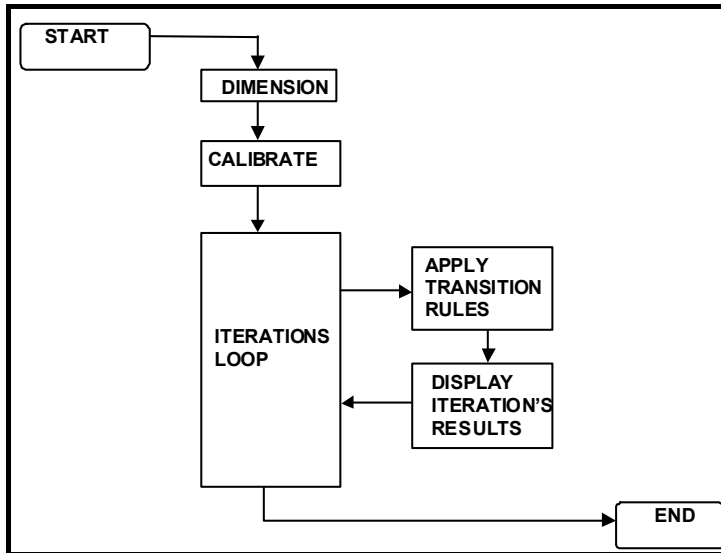 START
DIMENSION
CALIBRATE
ITERATIONS
LOOP
APPLY
TRANSITION
RULES
DISPLAY
ITERATION’S
RESULTS
END